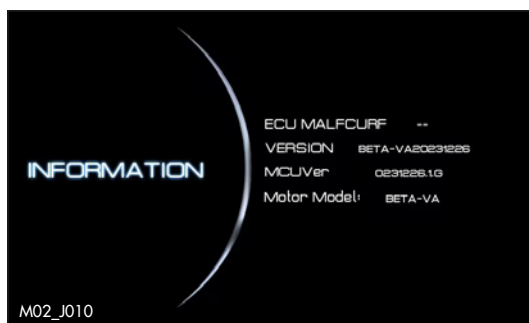 INFORMATION
ECU MALFCURF --
VERSION BETA-VA20231226
MCUVer 0231226.1G
Motor Model: BETA-VA
M02_J010